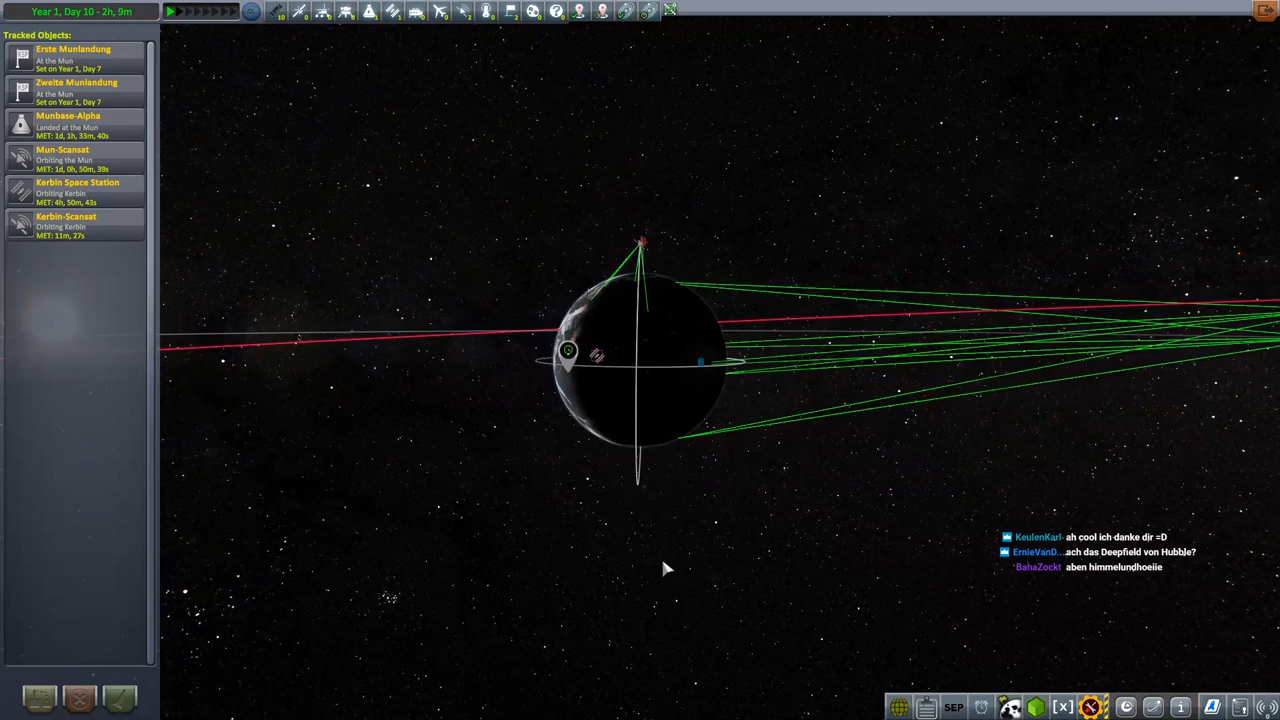 Year 1, Day 10 - 2h, 9m
Tracked Objects:
Erste Munlandung
At the Mun
Set on Year 1, Day 7
Zweite Munlandung
At the Mun
Set on Year 1, Day 7
Munbase-Alpha
Landed at the Mun
MET: 1d, 1h, 33m, 40s
Mun-Scansat
Orbiting the Mun
MET: 1d, 0h, 50m, 39s
Kerbin Space Station
Orbiting Kerbin
MET: 4h, 50m, 43s
Kerbin-Scansat
Orbiting Kerbin
MET: 11m, 27s
KeulenKarl ah cool ich danke dir =D
ErnieVanD... ach das Deepfield von Hubble?
BahaZockt aben himmelundhoeiie
SEP